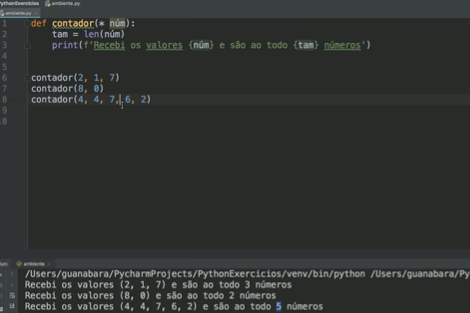 PythonExercicios ambiente.py
ambiente.py
1 def contador(* núm):
2 tam = len(núm)
3 print(f'Recebi os valores {núm} e são ao todo {tam} números')
4
5
6 contador(2, 1, 7)
7 contador(8, 0)
8 contador(4, 4, 7, 6, 2)
9
10
ambiente
/Users/guanabara/PycharmProjects/PythonExercicios/venv/bin/python /Users/guanabara/Py
Recebi os valores (2, 1, 7) e são ao todo 3 números
Recebi os valores (8, 0) e são ao todo 2 números
Recebi os valores (4, 4, 7, 6, 2) e são ao todo 5 números